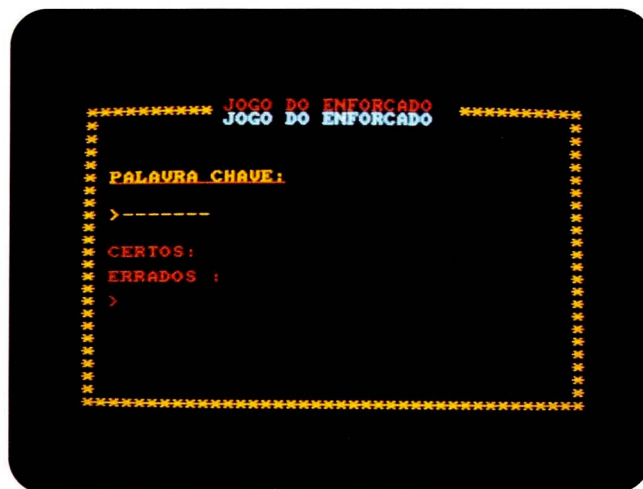 JOGO DO ENFORCADO
********** JOGO DO ENFORCADO **********
PALAVRA CHAVE:
>-------
CERTOS:
ERRADOS :
>